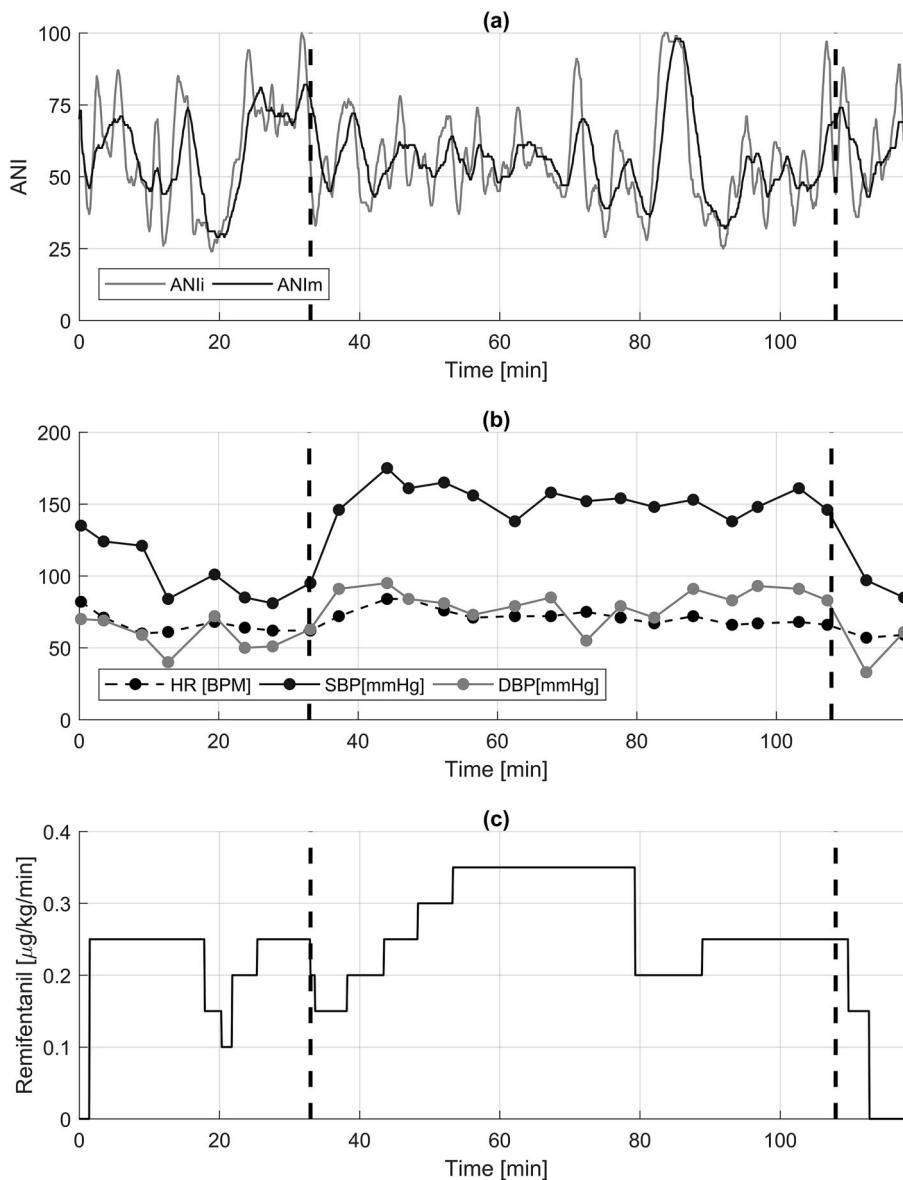 (a)
100
75
50
25
0
ANI
ANIi ANIm
0 20 40 60 80 100
Time [min]
(b)
200
150
100
50
0
HR [BPM] SBP[mmHg] DBP[mmHg]
0 20 40 60 80 100
Time [min]
(c)
0.4
0.3
0.2
0.1
0
Remifentanil [μg/kg/min]
0 20 40 60 80 100
Time [min]